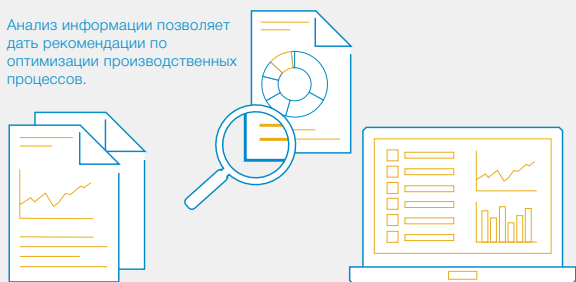 Анализ информации позволяет
дать рекомендации по
оптимизации производственных
процессов.